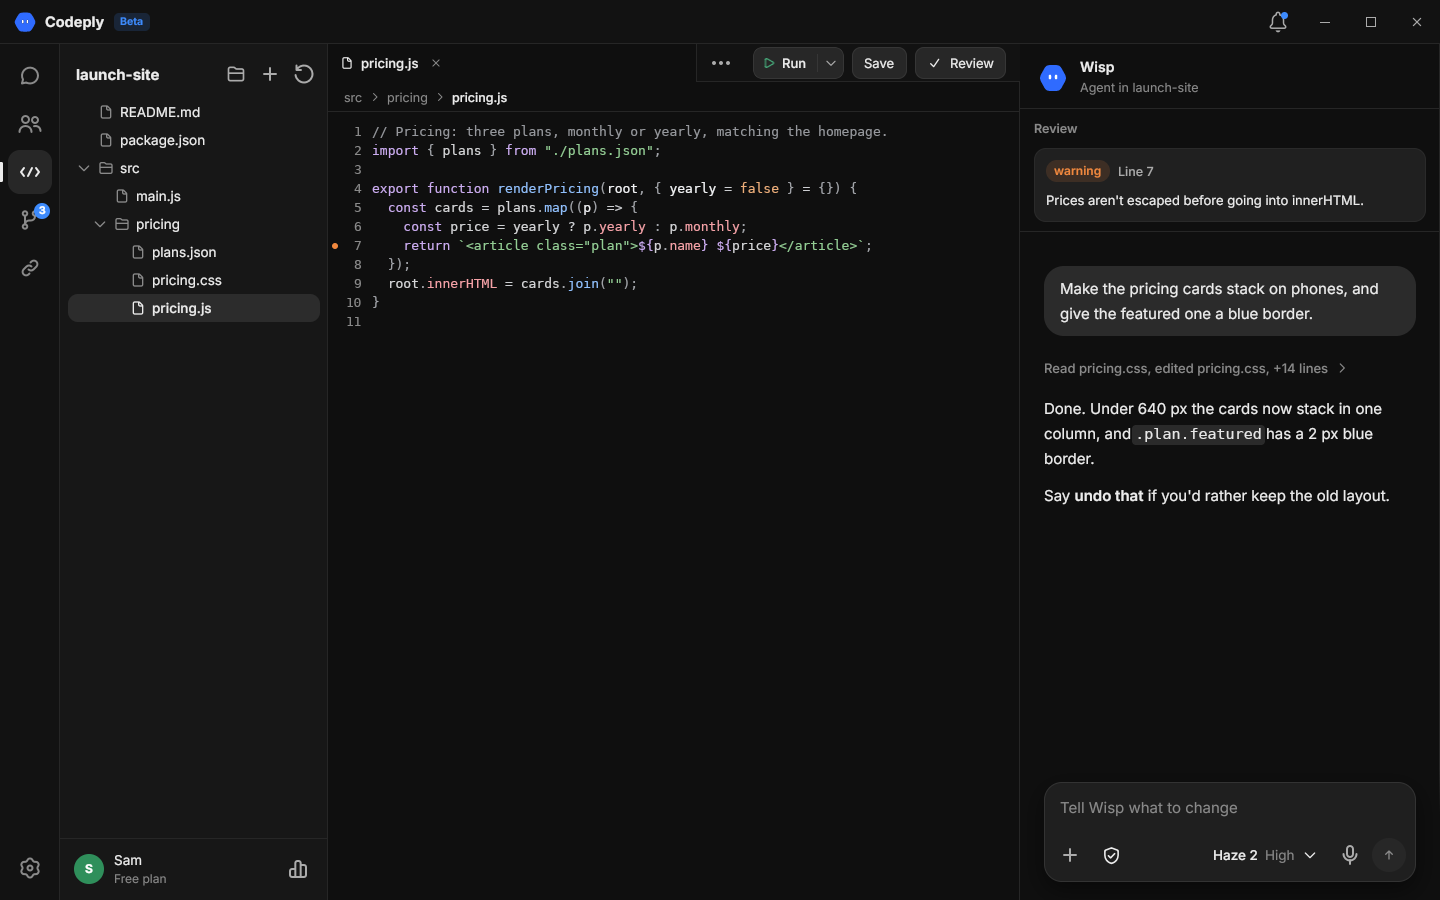 Codeply Beta
launch-site
README.md
package.json
src
main.js
pricing
plans.json
pricing.css
pricing.js
3
S
Sam
Free plan
pricing.js
Run
Save
Review
src > pricing > pricing.js
1 // Pricing: three plans, monthly or yearly, matching the homepage.
2 import { plans } from "./plans.json";
3
4 export function renderPricing(root, { yearly = false } = {}) {
5 const cards = plans.map((p) => {
6 const price = yearly ? p.yearly : p.monthly;
7 return `<article class="plan">${p.name} ${price}</article>`;
8 });
9 root.innerHTML = cards.join("");
10 }
11
Wisp
Agent in launch-site
Review
warning Line 7
Prices aren't escaped before going into innerHTML.
Make the pricing cards stack on phones, and
give the featured one a blue border.
Read pricing.css, edited pricing.css, +14 lines
Done. Under 640 px the cards now stack in one
column, and .plan.featured has a 2 px blue
border.
Say undo that if you'd rather keep the old layout.
Tell Wisp what to change
Haze 2 High